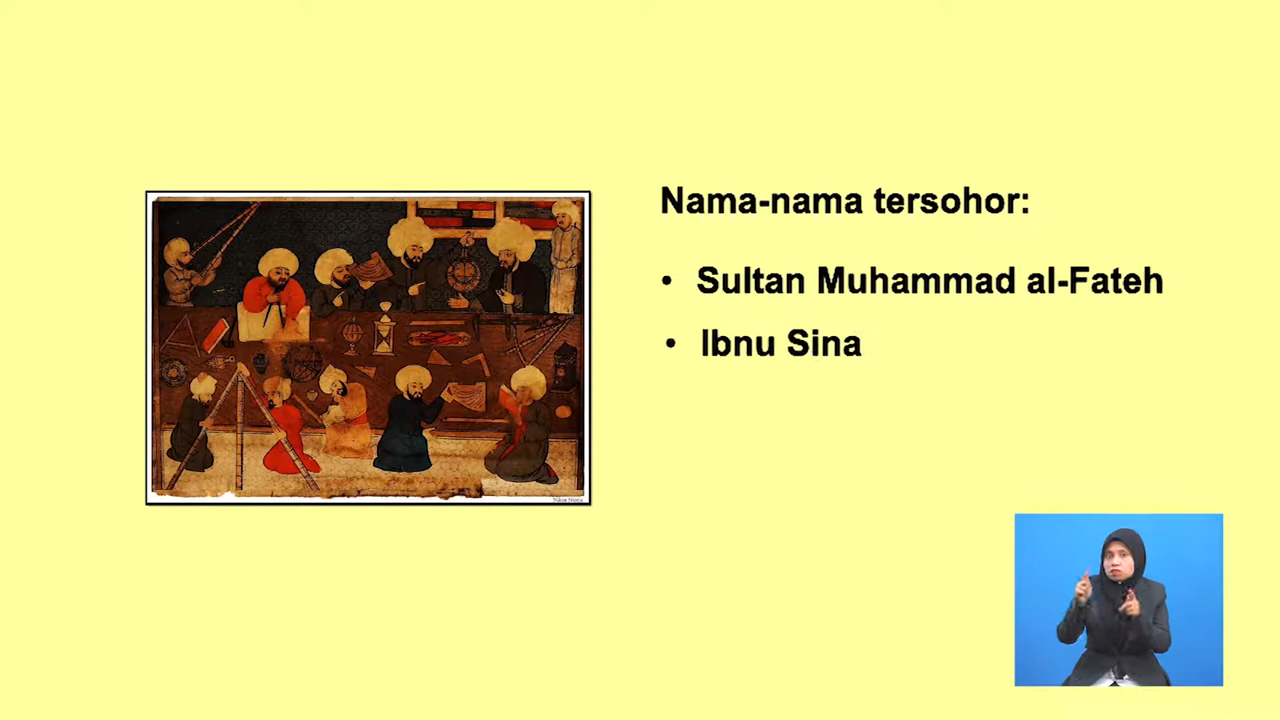 Nama-nama tersohor:
• Sultan Muhammad al-Fateh
• Ibnu Sina